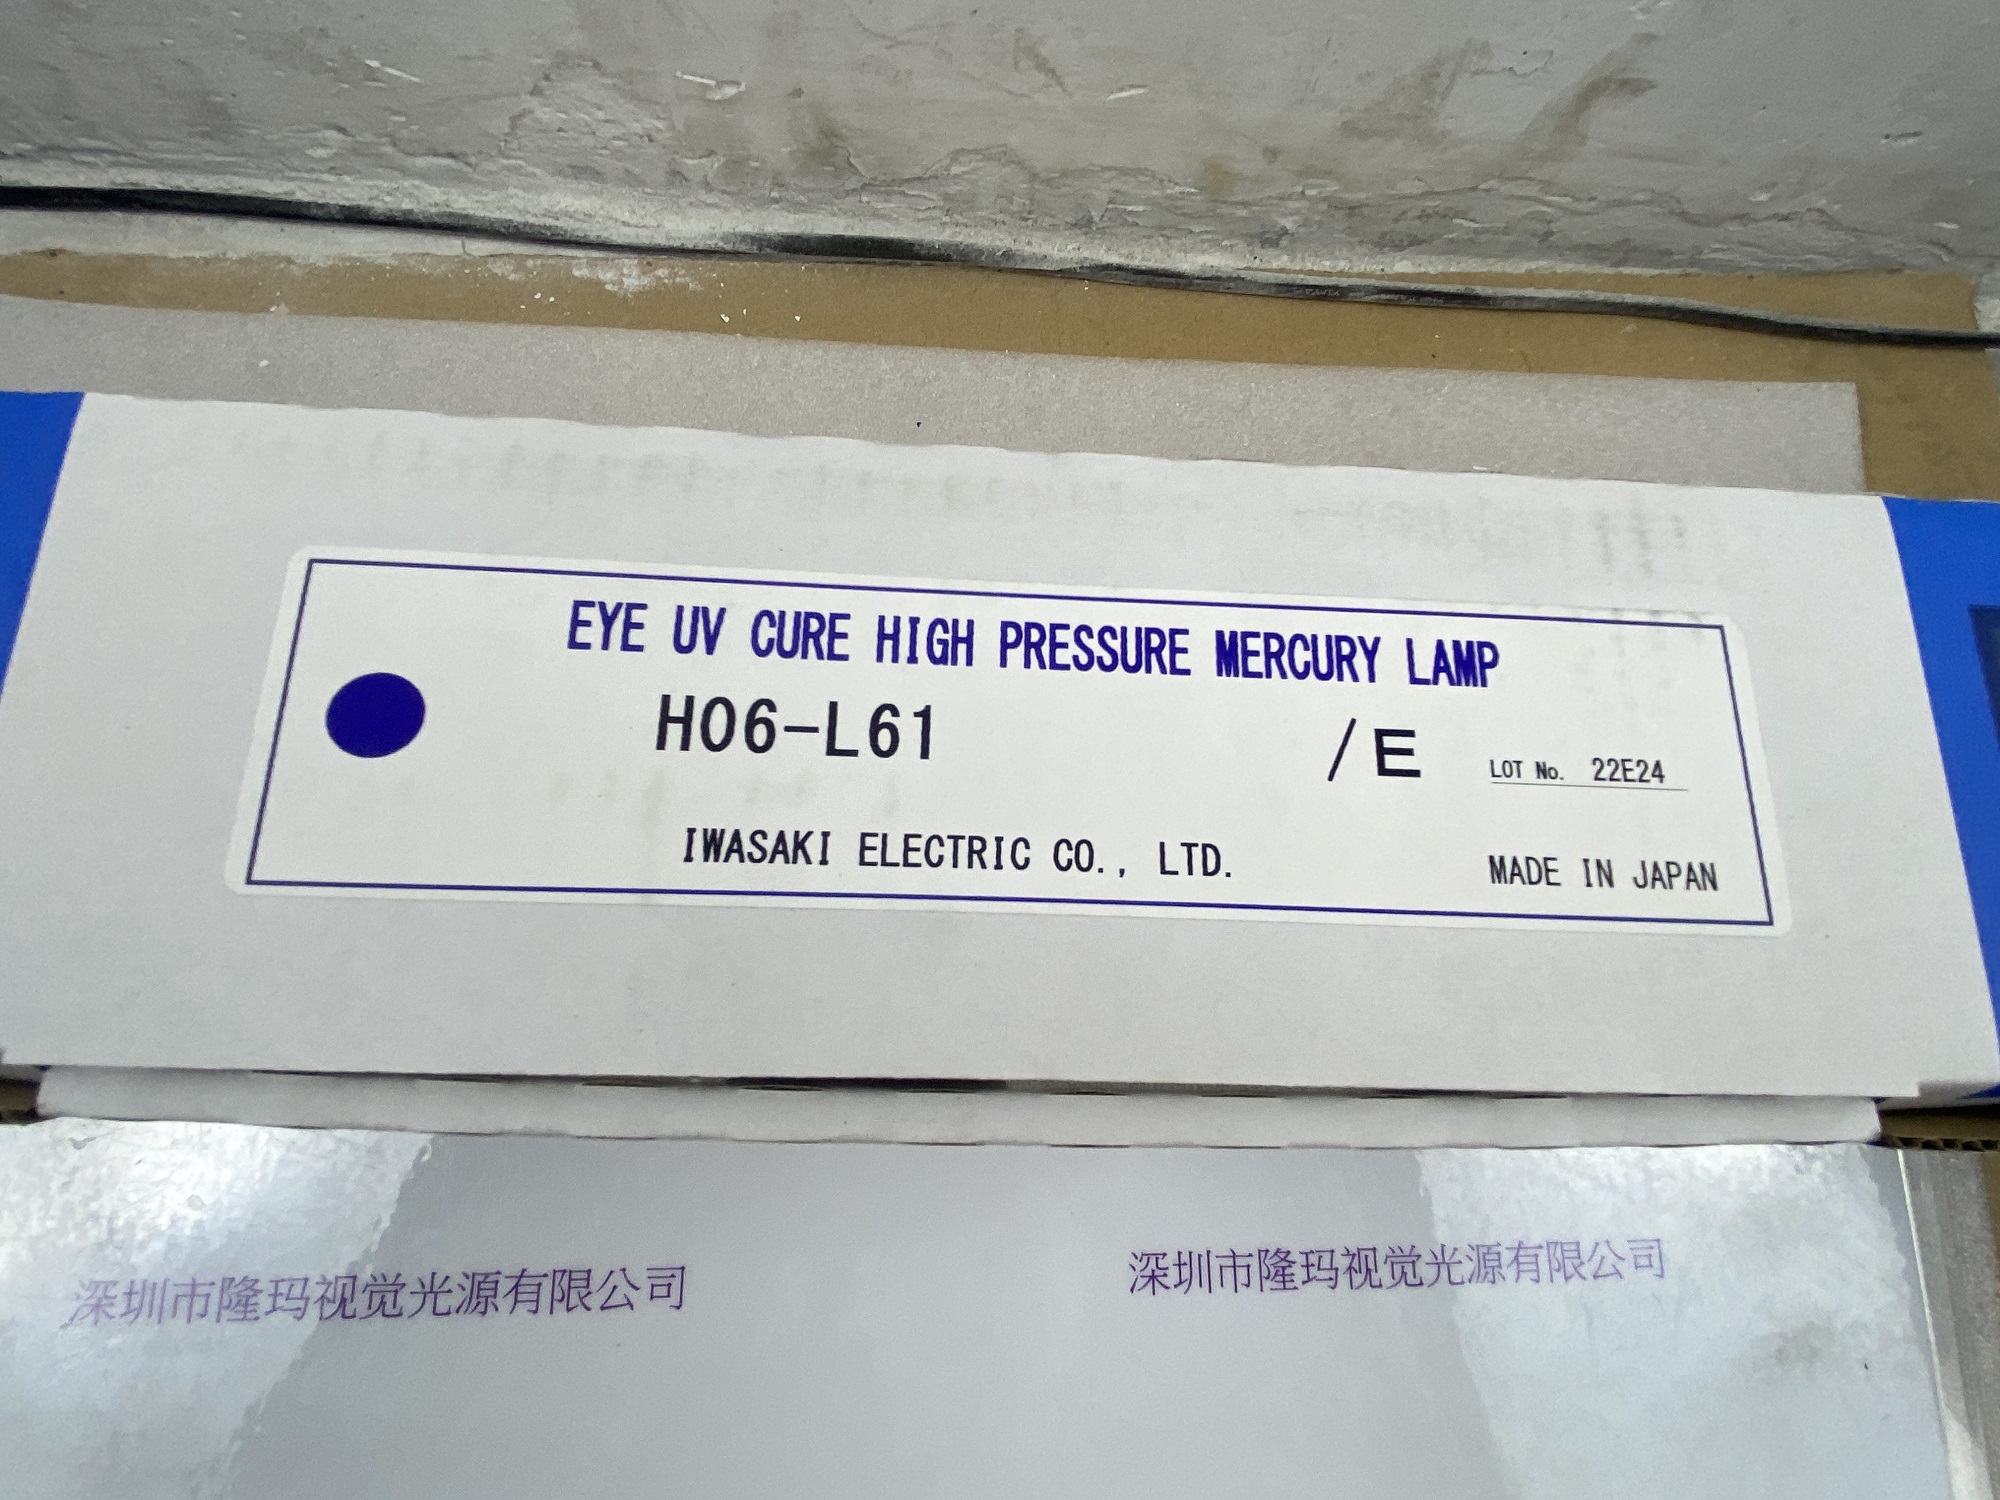 EYE UV CURE HIGH PRESSURE MERCURY LAMP
H06-L61 /E LOT No. 22E24
IWASAKI ELECTRIC CO., LTD. MADE IN JAPAN
深圳市隆玛视觉光源有限公司 深圳市隆玛视觉光源有限公司